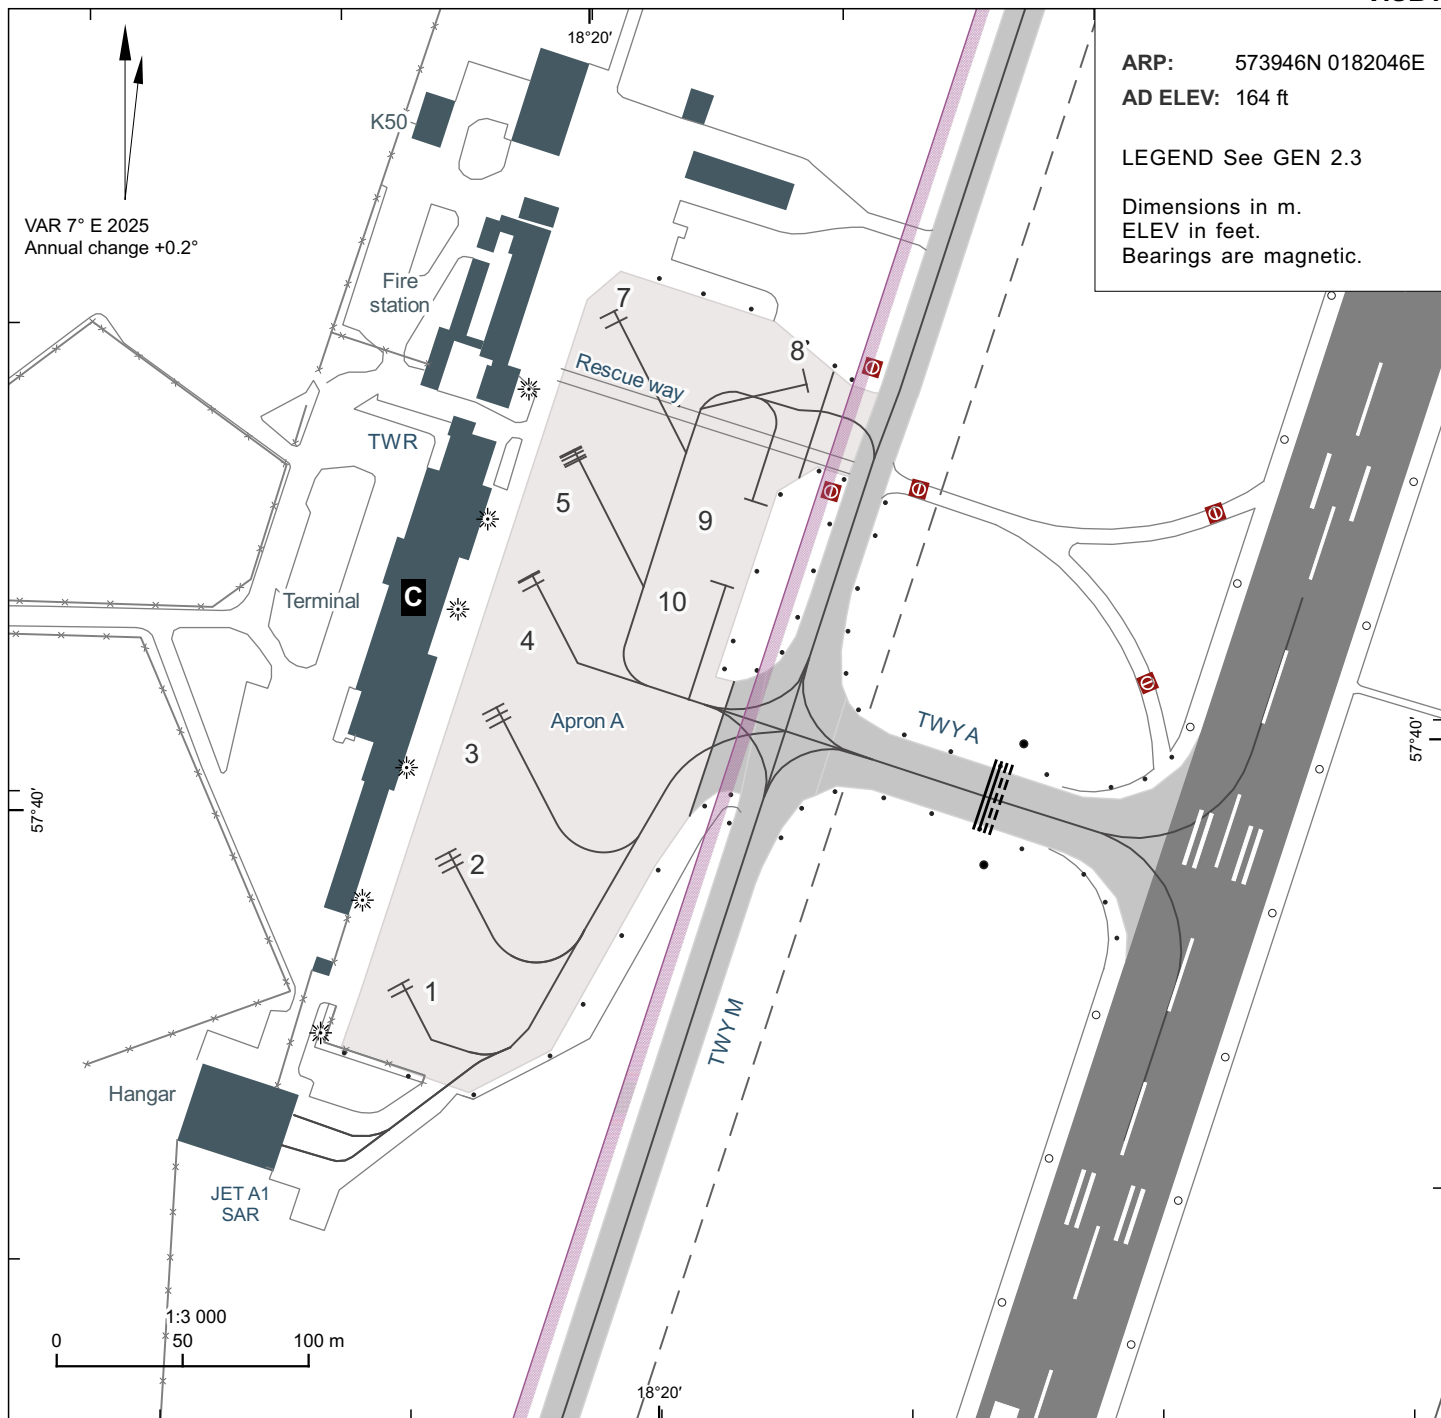 18°20′
ARP: 573946N 0182046E
AD ELEV: 164 ft
LEGEND See GEN 2.3
Dimensions in m.
ELEV in feet.
Bearings are magnetic.
K50
VAR 7° E 2025
Annual change +0.2°
Fire
station
7
8
Rescue way
TWR
5
9
C
Terminal
10
4
Apron A
3
TWY A
57°40′
57°40′
2
1
TWY M
Hangar
JET A1
SAR
1:3 000
0 50 100 m
18°20′